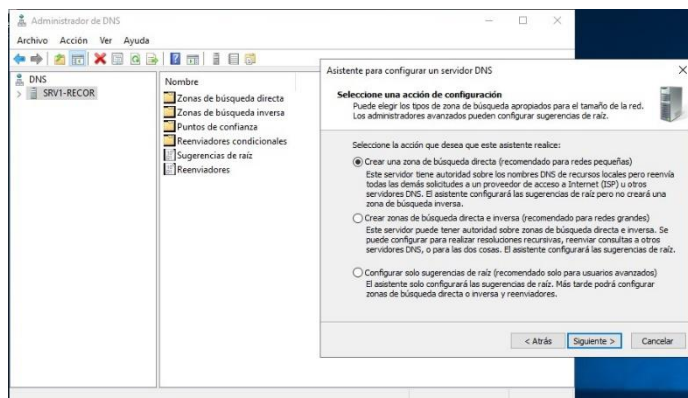 Administrador de DNS
Archivo Acción Ver Ayuda
DNS
SRV1-RECOR
Nombre
Zonas de búsqueda directa
Zonas de búsqueda inversa
Puntos de confianza
Reenviadores condicionales
Sugerencias de raíz
Reenviadores
Asistente para configurar un servidor DNS
Seleccione una acción de configuración
Puede elegir los tipos de zona de búsqueda apropiados para el tamaño de la red.
Los administradores avanzados pueden configurar sugerencias de raíz.
Seleccione la acción que desea que este asistente realice:
Crear una zona de búsqueda directa (recomendado para redes pequeñas)
Este servidor tiene autoridad sobre los nombres DNS de recursos locales pero reenvía
todas las demás solicitudes a un proveedor de acceso a Internet (ISP) u otros
servidores DNS. El asistente configurará las sugerencias de raíz pero no creará una
zona de búsqueda inversa.
Crear zonas de búsqueda directa e inversa (recomendado para redes grandes)
Este servidor puede tener autoridad sobre zonas de búsqueda directa e inversa. Se
puede configurar para realizar resoluciones recursivas, reenviar consultas a otros
servidores DNS, o para las dos cosas. El asistente configurará las sugerencias de raíz.
Configurar solo sugerencias de raíz (recomendado solo para usuarios avanzados)
El asistente solo configurará las sugerencias de raíz. Más tarde podrá configurar
zonas de búsqueda directa o inversa y reenviadores.
< Atrás Siguiente > Cancelar